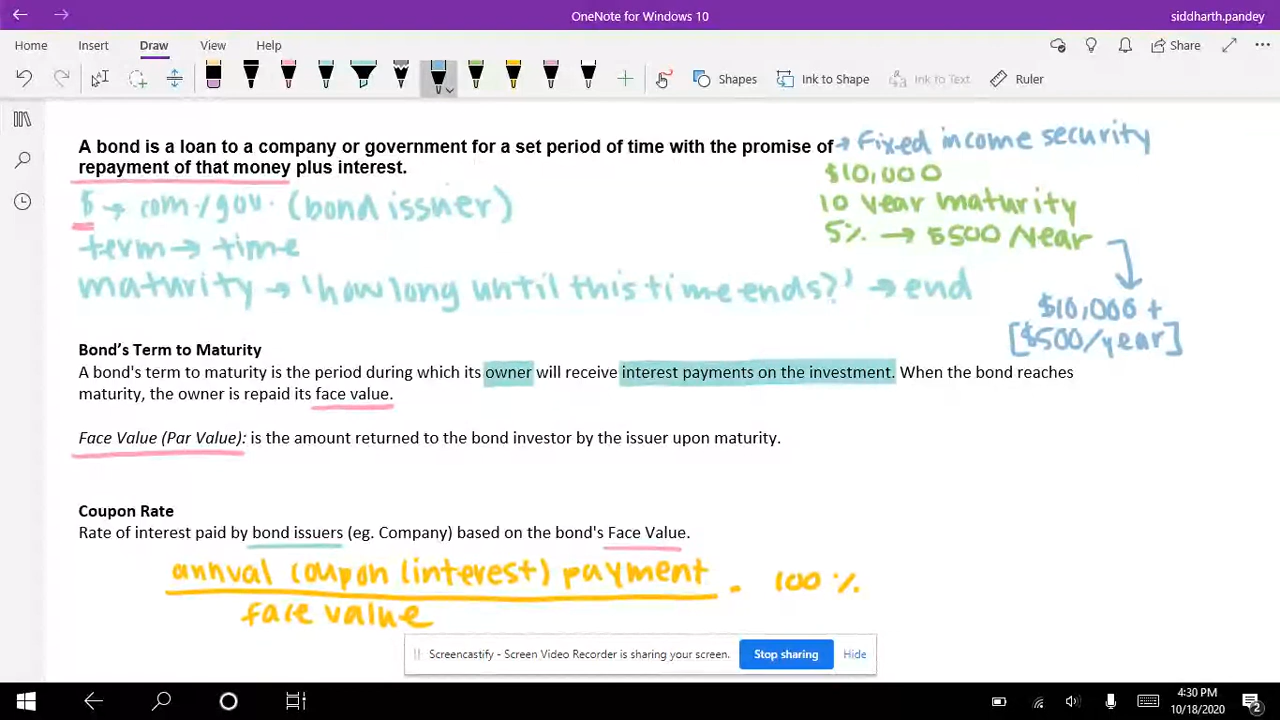 OneNote for Windows 10
siddharth.pandey
Home Insert Draw View Help
Share
Shapes Ink to Shape Ink to Text Ruler
A bond is a loan to a company or government for a set period of time with the promise of → Fixed income security
repayment of that money plus interest.
$10,000
$ → com·/gov· (bond issuer)
10 year maturity
5% → $500/year
term → time
maturity → 'how long until this time ends?' → end
$10,000 +
[$500/year]
Bond's Term to Maturity
A bond's term to maturity is the period during which its owner will receive interest payments on the investment. When the bond reaches
maturity, the owner is repaid its face value.
Face Value (Par Value): is the amount returned to the bond investor by the issuer upon maturity.
Coupon Rate
Rate of interest paid by bond issuers (eg. Company) based on the bond's Face Value.
annual coupon (interest) payment · 100%
face value
Screencastify - Screen Video Recorder is sharing your screen. Stop sharing Hide
4:30 PM
10/18/2020
2